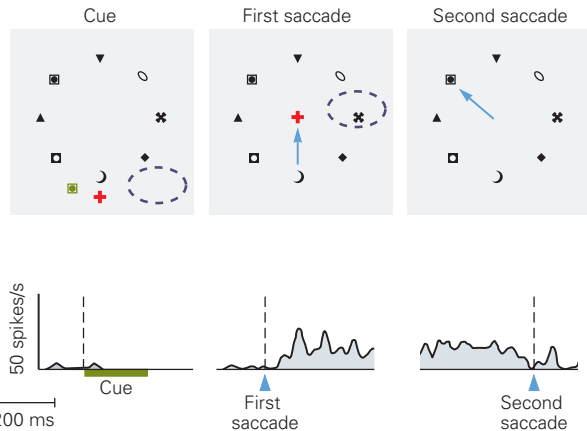 Cue
First saccade
Second saccade
50 spikes/s
Cue
First
saccade
Second
saccade
200 ms